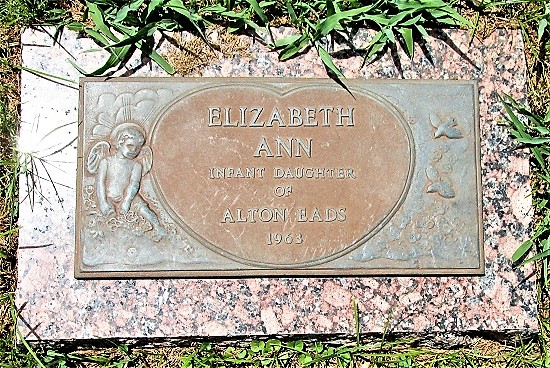 ELIZABETH
ANN
INFANT DAUGHTER
OF
ALTON EADS
1963